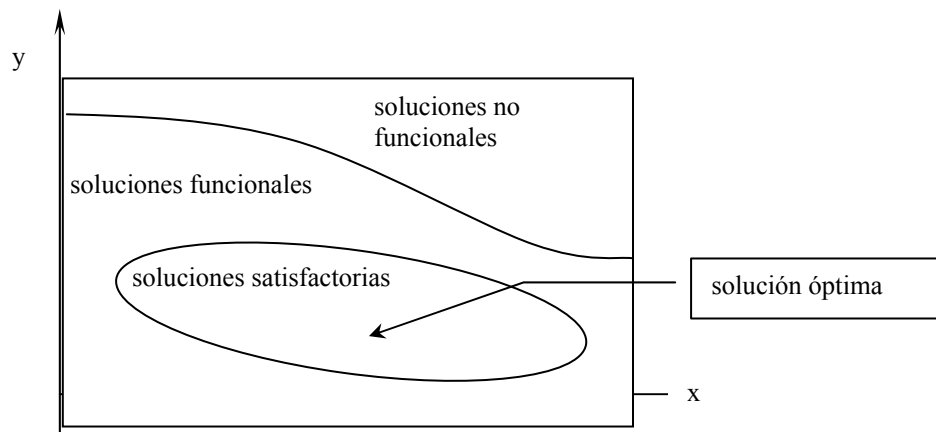 y
soluciones no
funcionales
soluciones funcionales
soluciones satisfactorias
solución óptima
x